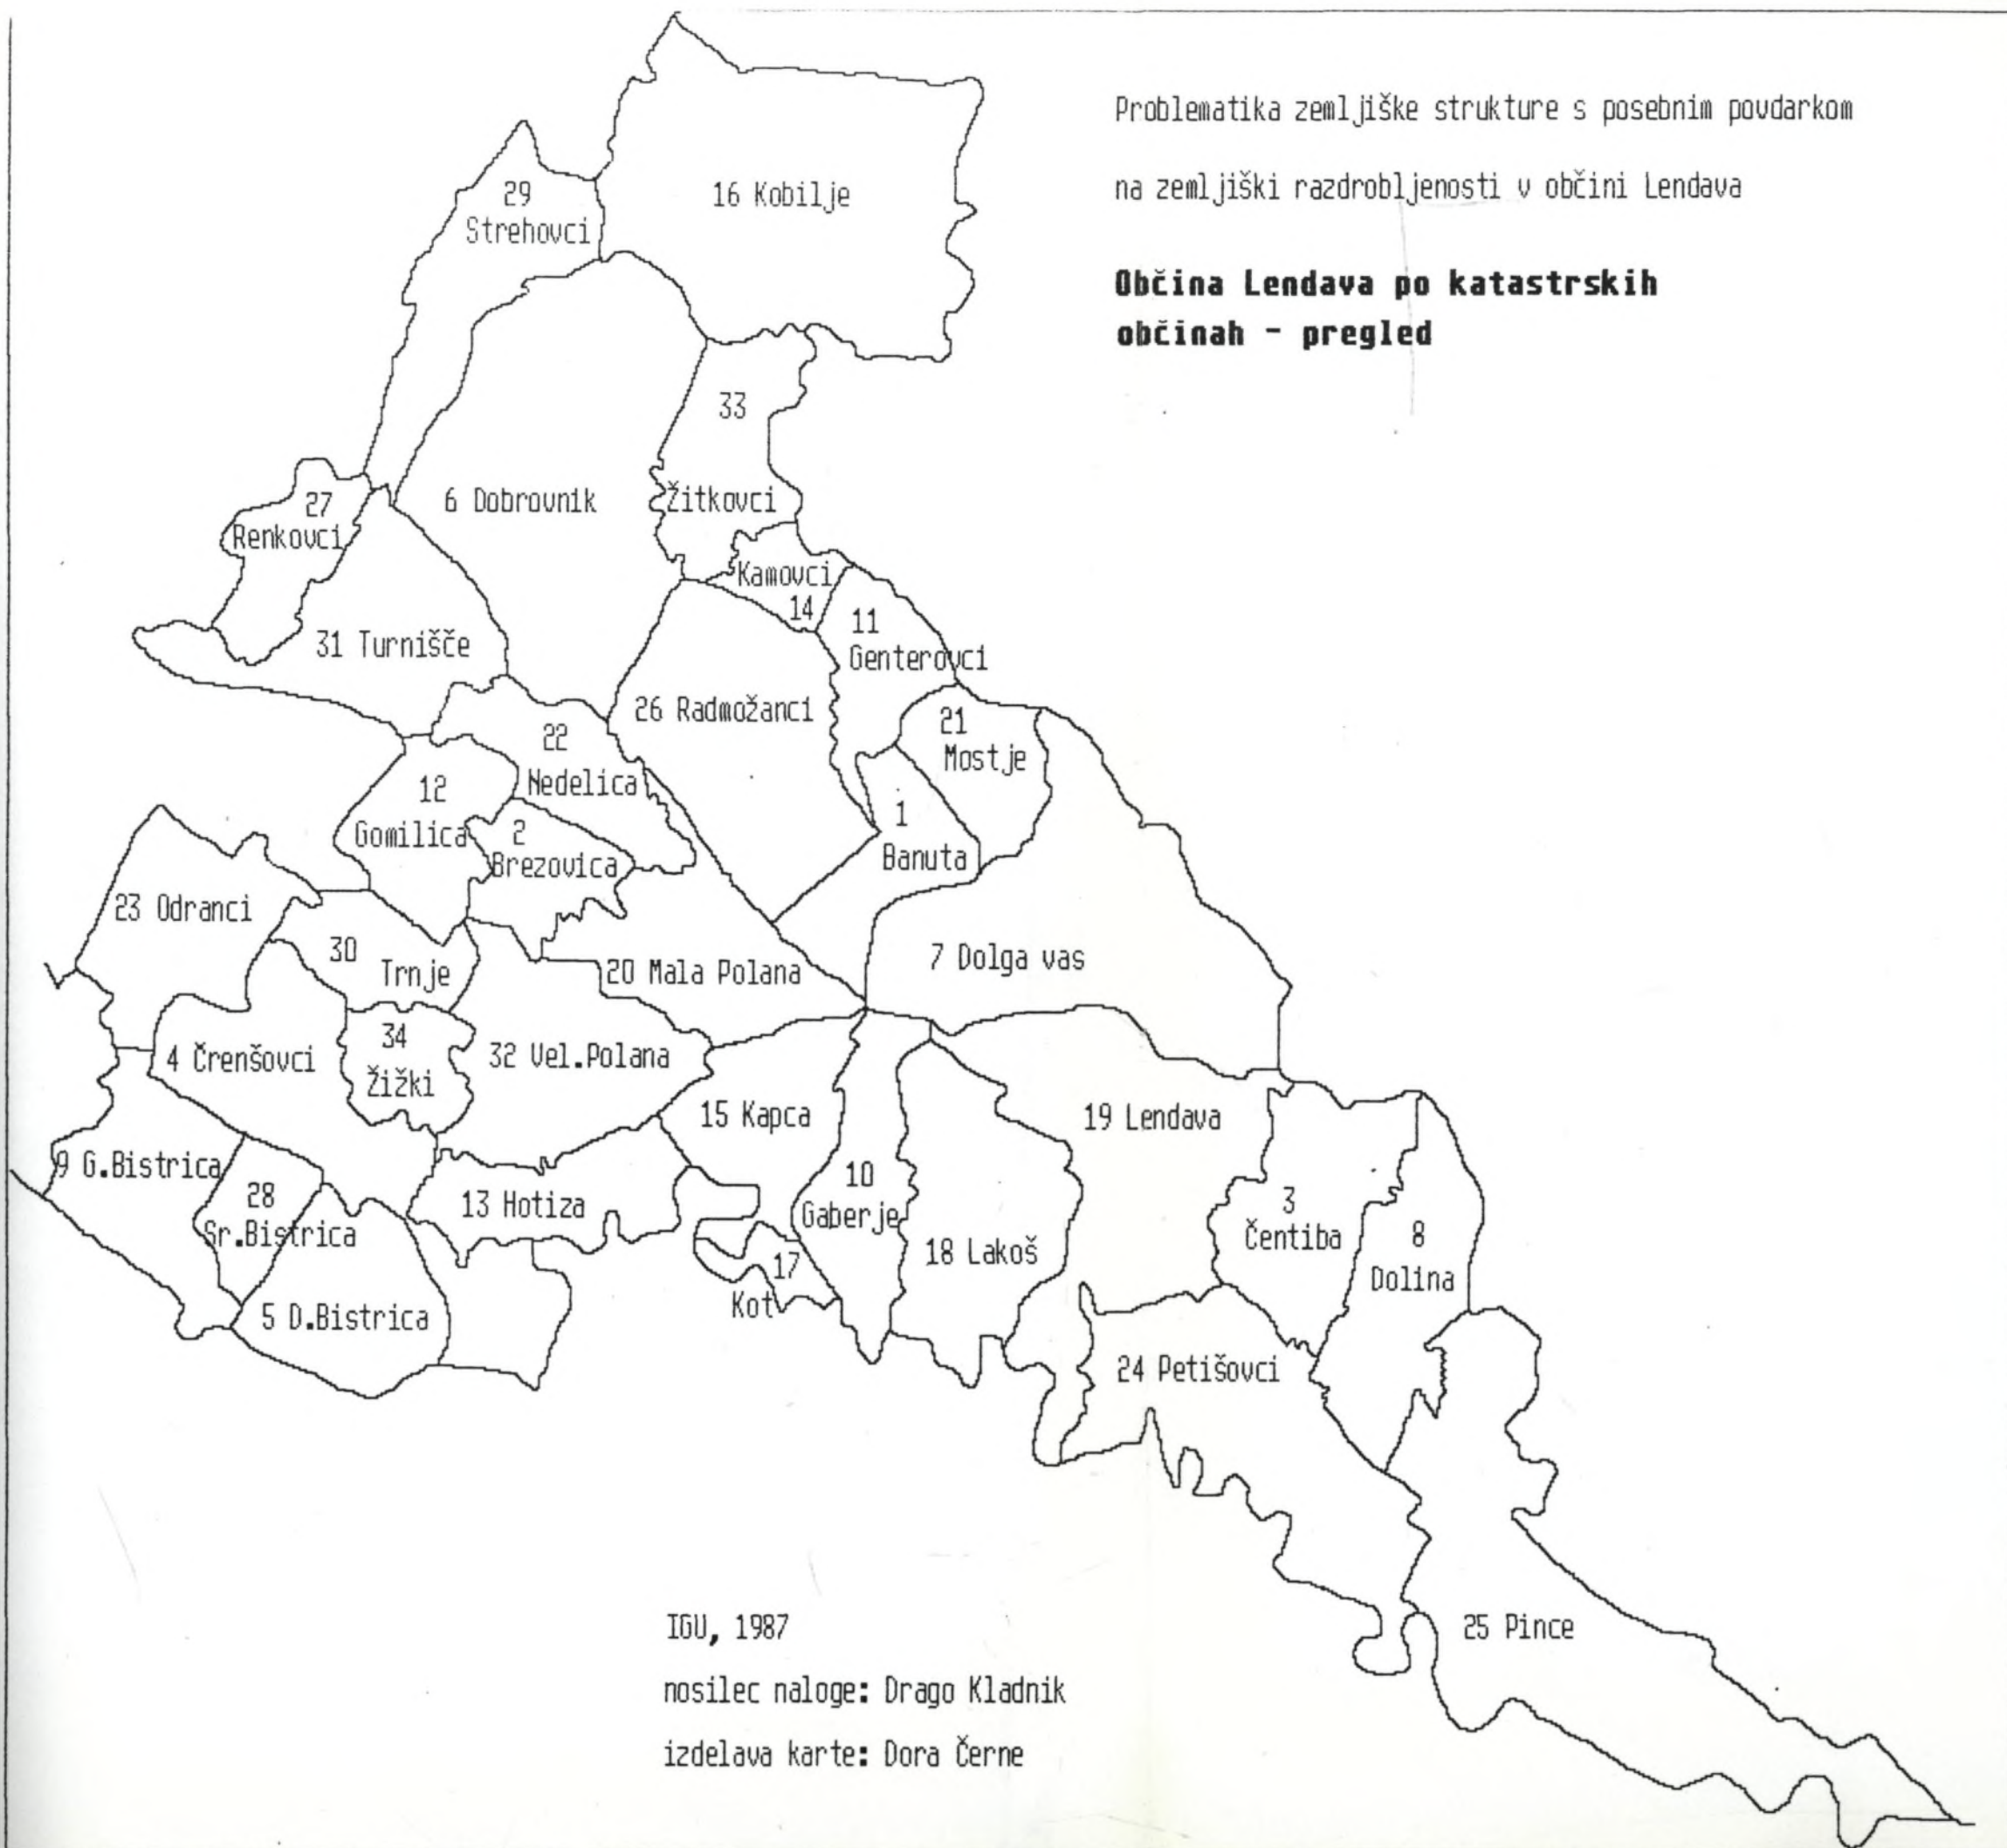 Problematika zemljiške strukture s posebnim povdarkom
na zemljiški razdrobljenosti v občini Lendava
Občina Lendava po katastrskih
občinah - pregled
16 Kobilje
29
Strehovci
33
Žitkovci
27
Renkovci
6 Dobrovnik
Kamovci
14
11
Genterovci
31 Turnišče
26 Radmožanci
21
Mostje
22
Nedelica
12
Gomilica
2
Brezovica
1
Banuta
23 Odranci
30
Trnje
20 Mala Polana
7 Dolga vas
34
Žižki
4 Črenšovci
32 Vel.Polana
15 Kapca
19 Lendava
9 G.Bistrica
28
Sr.Bistrica
13 Hotiza
10
Gaberje
3
Čentiba
8
Dolina
17
Kot
18 Lakoš
5 D.Bistrica
24 Petišovci
25 Pince
IGU, 1987
nosilec naloge: Drago Kladnik
izdelava karte: Dora Černe